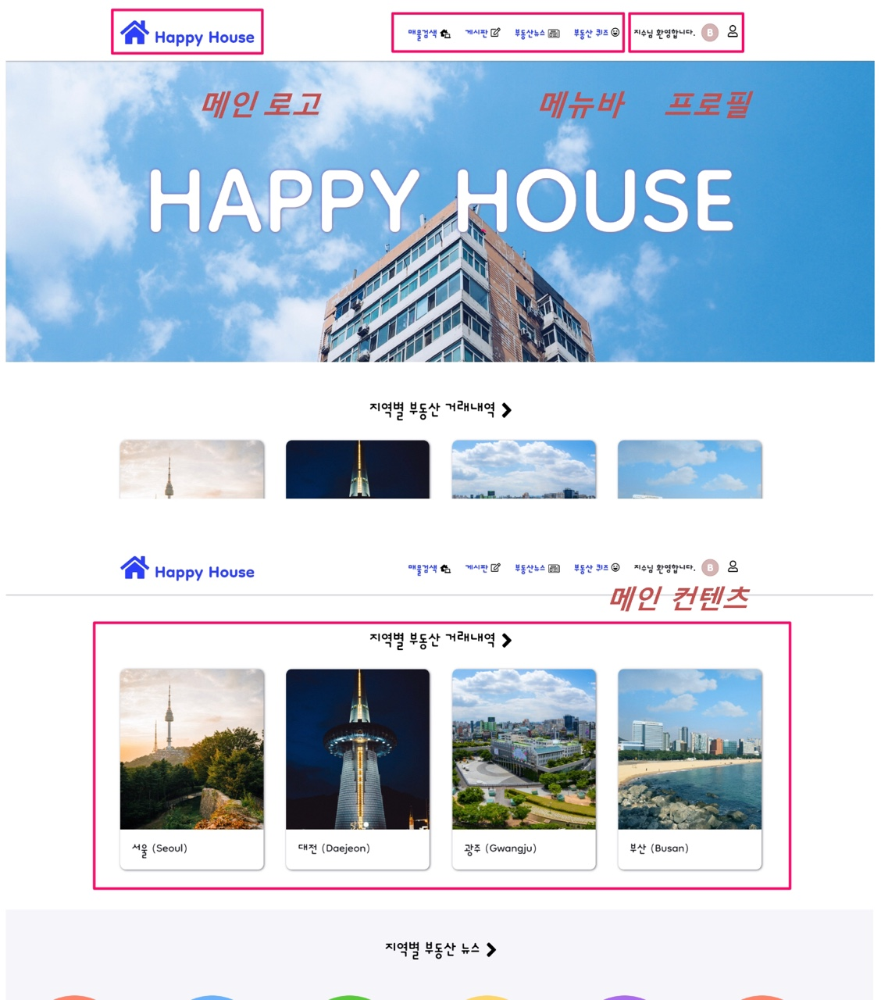 Happy House
매물검색 게시판 부동산뉴스 부동산 퀴즈 지수님 환영합니다. B
메인 로고 메뉴바 프로필
HAPPY HOUSE
지역별 부동산 거래내역
Happy House
매물검색 게시판 부동산뉴스 부동산 퀴즈 지수님 환영합니다. B
메인 컨텐츠
지역별 부동산 거래내역
서울 (Seoul)
대전 (Daejeon)
광주 (Gwangju)
부산 (Busan)
지역별 부동산 뉴스